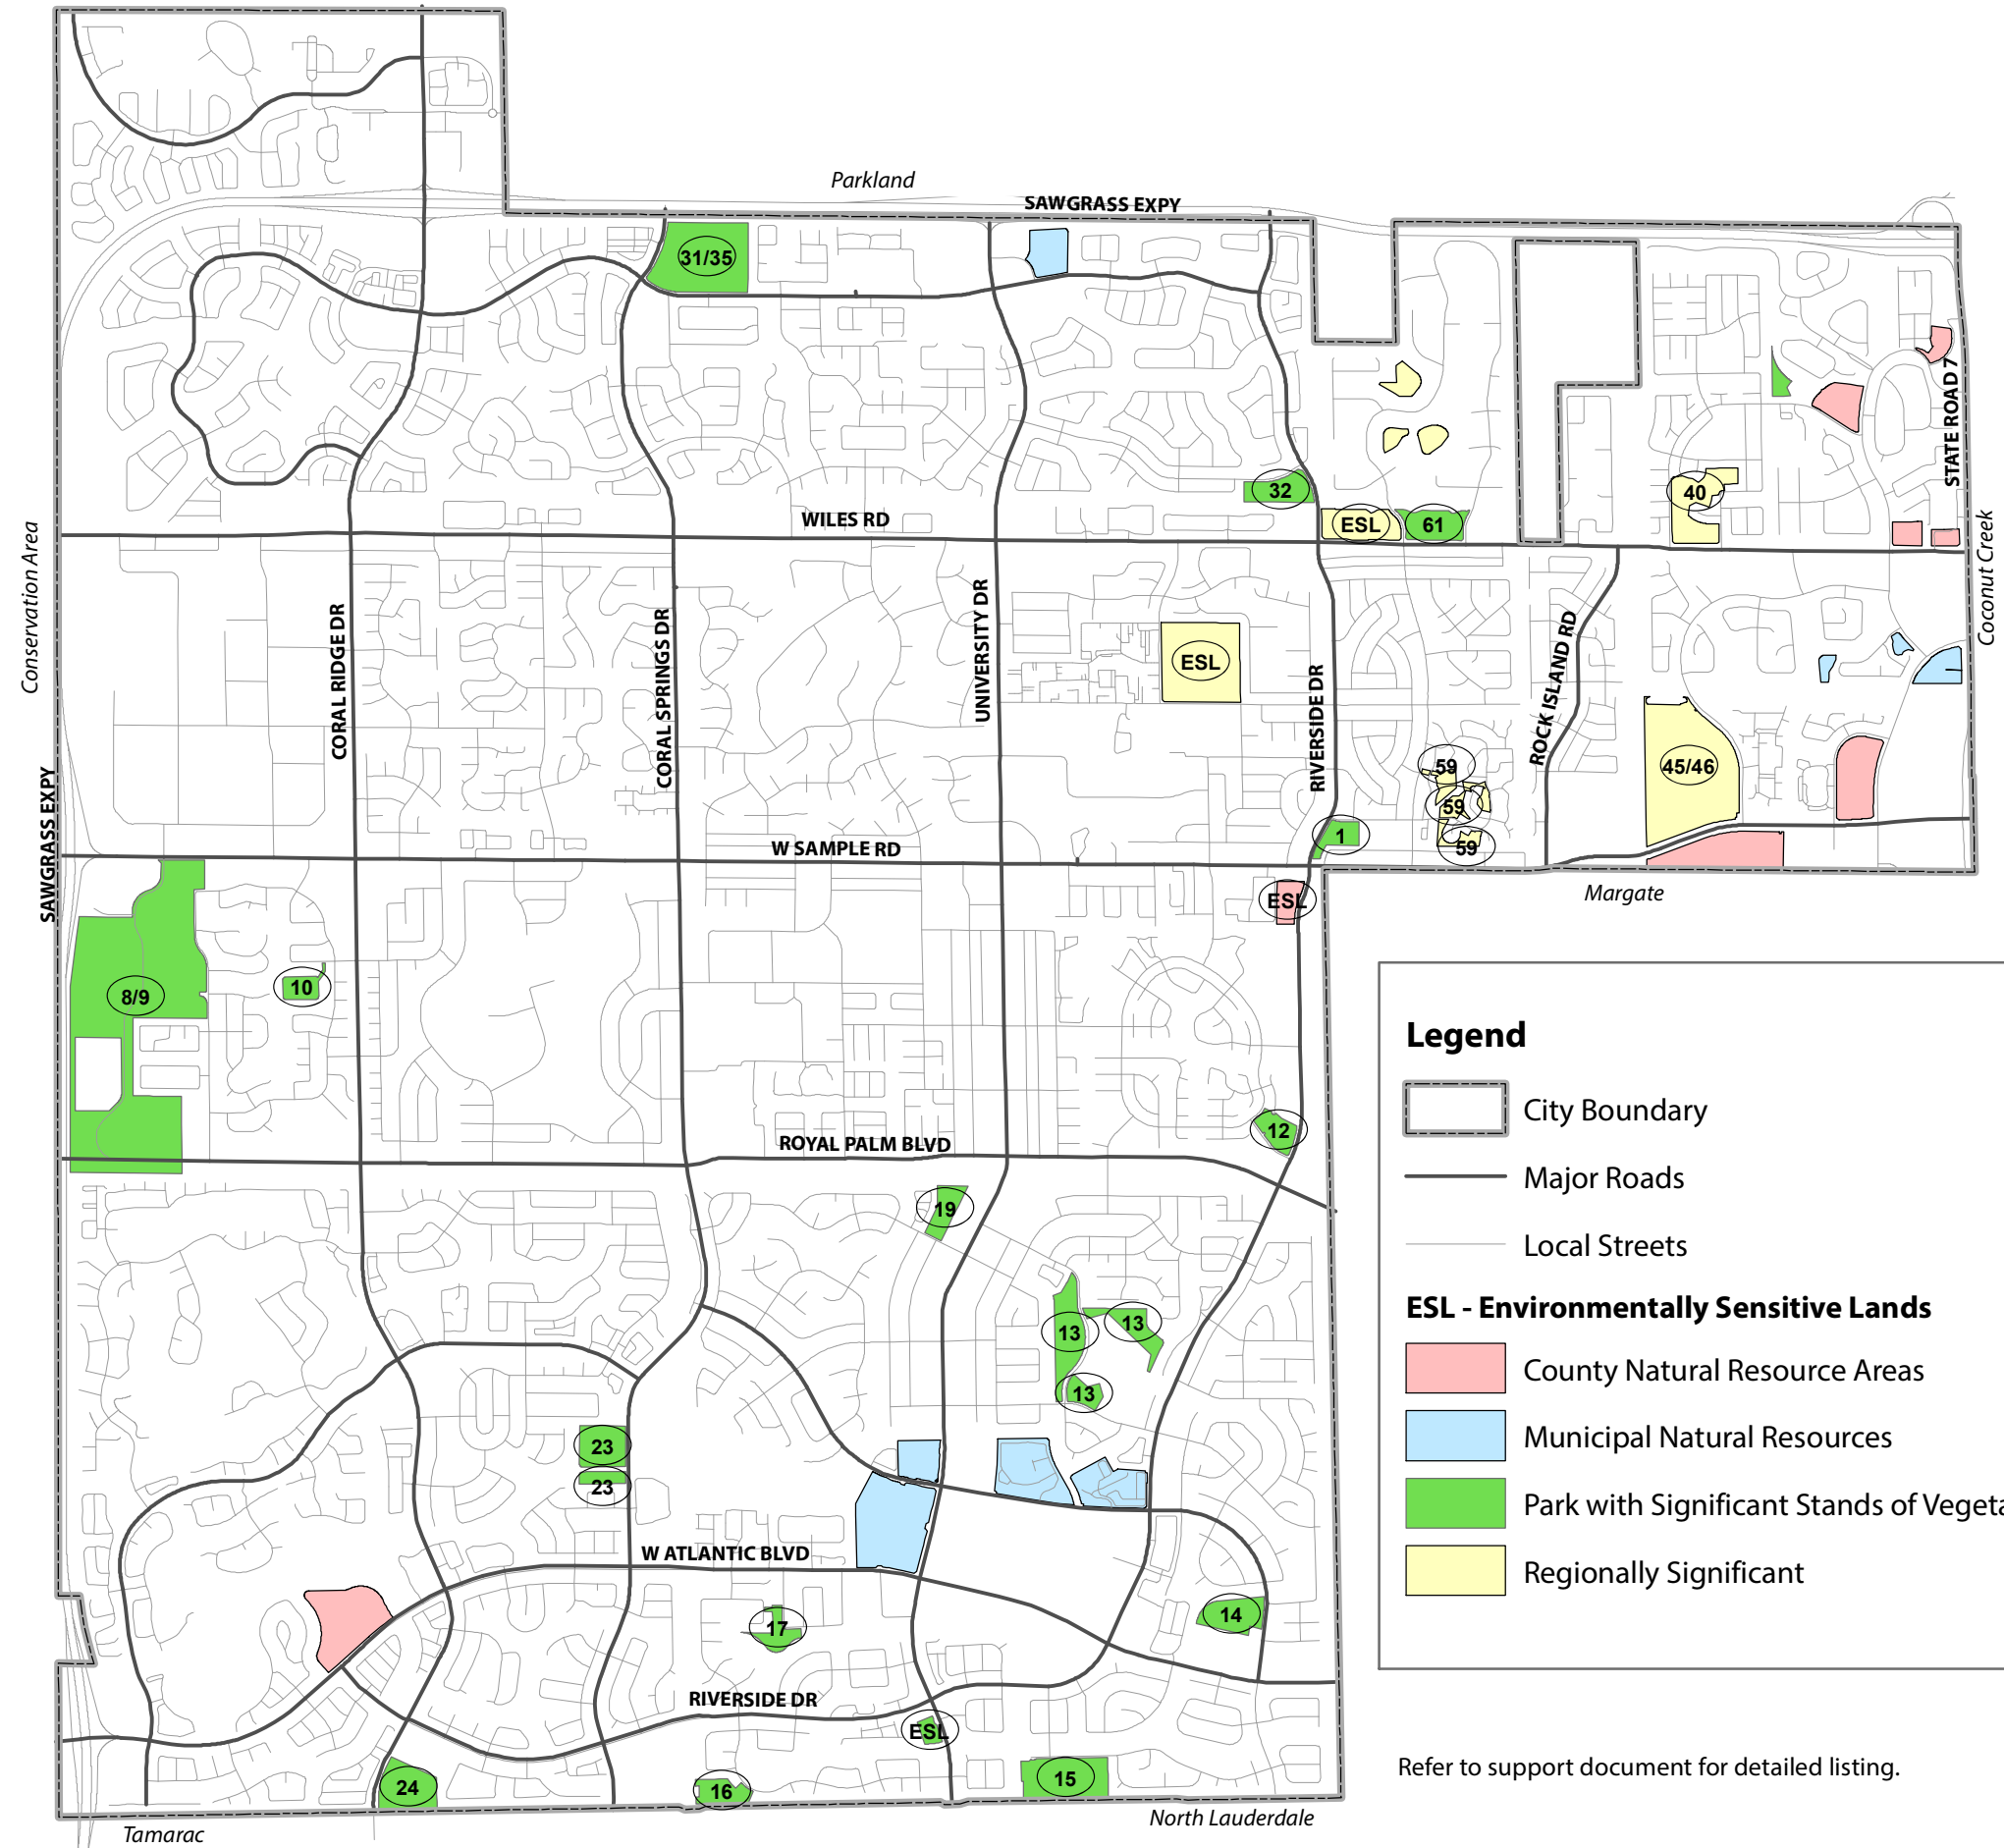 Parkland
SAWGRASS EXPY
31/35
STATE ROAD 7
32
40
WILES RD
ESL
61
Conservation Area
Coconut Creek
CORAL RIDGE DR
CORAL SPRINGS DR
UNIVERSITY DR
ESL
RIVERSIDE DR
ROCK ISLAND RD
59
45/46
59
1
59
W SAMPLE RD
SAWGRASS EXPY
Margate
ESL
10
8/9
12
ROYAL PALM BLVD
19
13
13
13
23
23
W ATLANTIC BLVD
14
17
RIVERSIDE DR
ESL
15
24
16
North Lauderdale
Tamarac
Legend
City Boundary
Major Roads
Local Streets
ESL - Environmentally Sensitive Lands
County Natural Resource Areas
Municipal Natural Resources
Park with Significant Stands of Vegeta
Regionally Significant
Refer to support document for detailed listing.